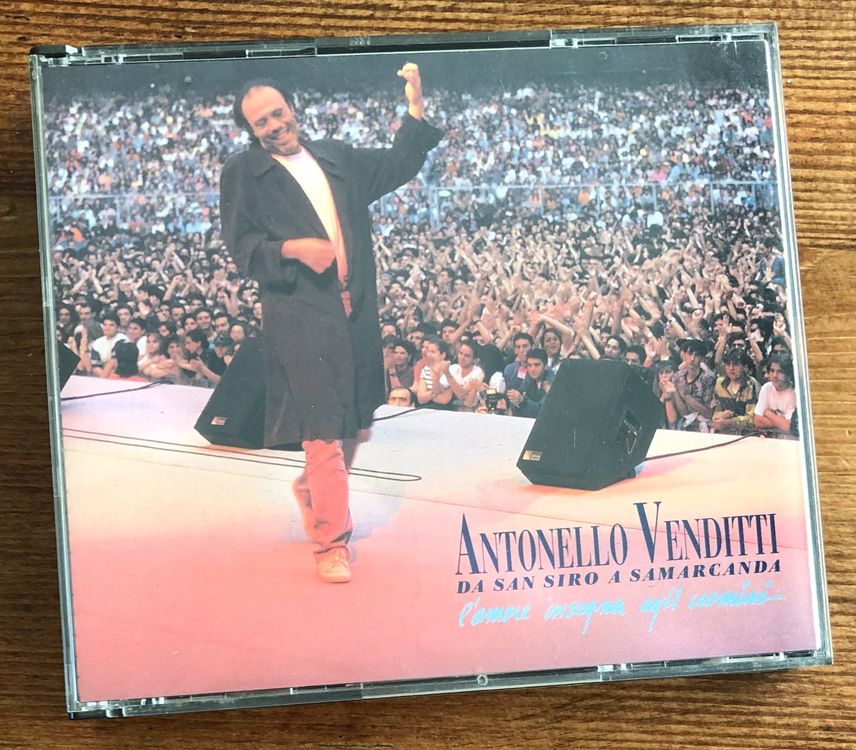 ANTONELLO VENDITTI
DA SAN SIRO A SAMARCANDA
l'amore insegna agli uomini...